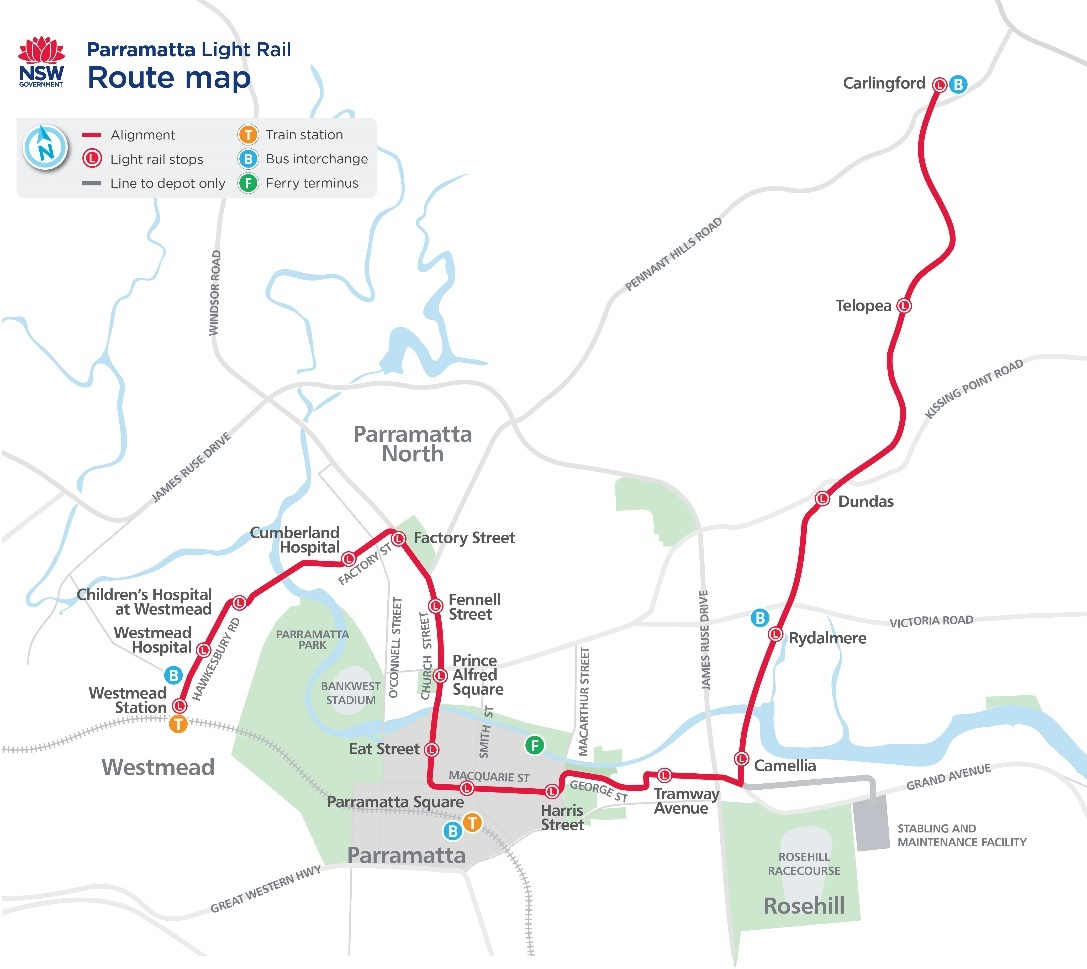 Parramatta Light Rail
Route map
NSW
GOVERNMENT
N
Alignment
L Light rail stops
Line to depot only
T Train station
B Bus interchange
F Ferry terminus
Carlingford L B
PENNANT HILLS ROAD
WINDSOR ROAD
Telopea L
KISSING POINT ROAD
JAMES RUSE DRIVE
Parramatta
North
L Dundas
Cumberland
Hospital L
FACTORY ST
L Factory Street
Children's Hospital
at Westmead L
L Fennell
Street
Westmead
Hospital L
HAWKESBURY RD
B
Westmead
Station L
T
Westmead
PARRAMATTA
PARK
BANKWEST
STADIUM
O'CONNELL STREET
CHURCH STREET
L Prince
Alfred
Square
SMITH ST
MACARTHUR STREET
JAMES RUSE DRIVE
B
L Rydalmere
VICTORIA ROAD
Eat Street L
F
MACQUARIE ST
Parramatta Square L
L
Harris
Street
GEORGE ST
L
Tramway
Avenue
L Camellia
GRAND AVENUE
B T
Parramatta
GREAT WESTERN HWY
STABLING AND
MAINTENANCE FACILITY
ROSEHILL
RACECOURSE
Rosehill